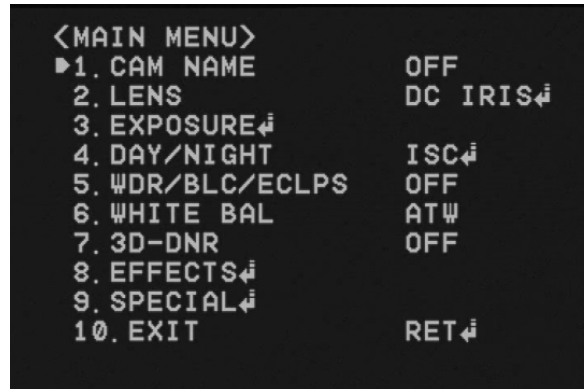 <MAIN MENU>
1. CAM NAME OFF
2. LENS DC IRIS↲
3. EXPOSURE↲
4. DAY/NIGHT ISC↲
5. WDR/BLC/ECLPS OFF
6. WHITE BAL ATW
7. 3D-DNR OFF
8. EFFECTS↲
9. SPECIAL↲
10. EXIT RET↲